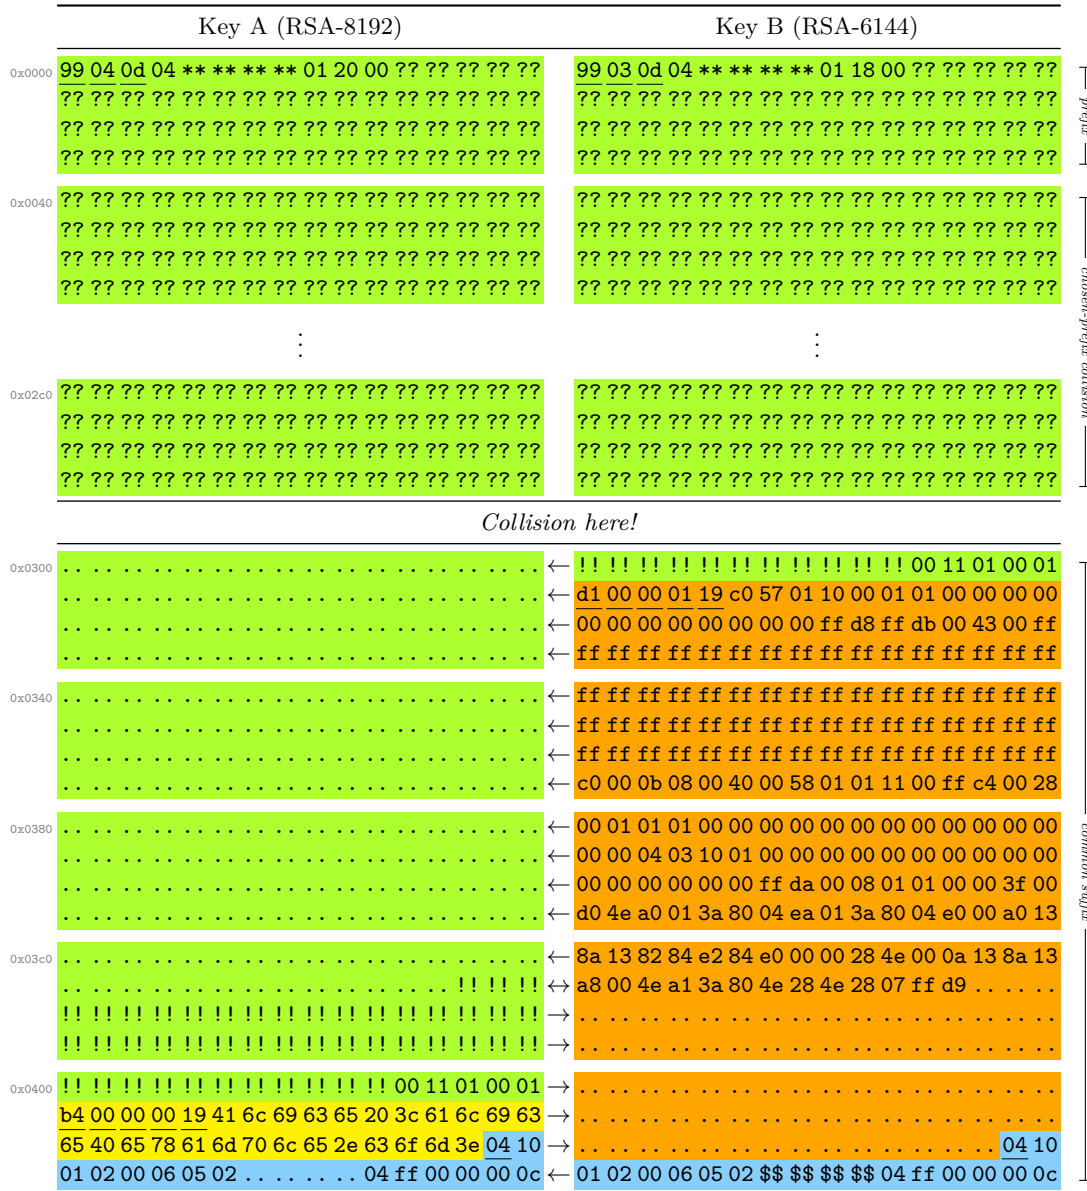 Key A (RSA-8192) Key B (RSA-6144)
0x0000 99 04 0d 04 ** ** ** ** 01 20 00 ?? ?? ?? ?? ?? 99 03 0d 04 ** ** ** ** 01 18 00 ?? ?? ?? ?? ??
?? ?? ?? ?? ?? ?? ?? ?? ?? ?? ?? ?? ?? ?? ?? ?? ?? ?? ?? ?? ?? ?? ?? ?? ?? ?? ?? ?? ?? ?? ?? ??
?? ?? ?? ?? ?? ?? ?? ?? ?? ?? ?? ?? ?? ?? ?? ?? ?? ?? ?? ?? ?? ?? ?? ?? ?? ?? ?? ?? ?? ?? ?? ??
?? ?? ?? ?? ?? ?? ?? ?? ?? ?? ?? ?? ?? ?? ?? ?? ?? ?? ?? ?? ?? ?? ?? ?? ?? ?? ?? ?? ?? ?? ?? ??
prefix
0x0040 ?? ?? ?? ?? ?? ?? ?? ?? ?? ?? ?? ?? ?? ?? ?? ?? ?? ?? ?? ?? ?? ?? ?? ?? ?? ?? ?? ?? ?? ?? ?? ??
?? ?? ?? ?? ?? ?? ?? ?? ?? ?? ?? ?? ?? ?? ?? ?? ?? ?? ?? ?? ?? ?? ?? ?? ?? ?? ?? ?? ?? ?? ?? ??
?? ?? ?? ?? ?? ?? ?? ?? ?? ?? ?? ?? ?? ?? ?? ?? ?? ?? ?? ?? ?? ?? ?? ?? ?? ?? ?? ?? ?? ?? ?? ??
?? ?? ?? ?? ?? ?? ?? ?? ?? ?? ?? ?? ?? ?? ?? ?? ?? ?? ?? ?? ?? ?? ?? ?? ?? ?? ?? ?? ?? ?? ?? ??
⋮ ⋮
chosen-prefix collision
0x02c0 ?? ?? ?? ?? ?? ?? ?? ?? ?? ?? ?? ?? ?? ?? ?? ?? ?? ?? ?? ?? ?? ?? ?? ?? ?? ?? ?? ?? ?? ?? ?? ??
?? ?? ?? ?? ?? ?? ?? ?? ?? ?? ?? ?? ?? ?? ?? ?? ?? ?? ?? ?? ?? ?? ?? ?? ?? ?? ?? ?? ?? ?? ?? ??
?? ?? ?? ?? ?? ?? ?? ?? ?? ?? ?? ?? ?? ?? ?? ?? ?? ?? ?? ?? ?? ?? ?? ?? ?? ?? ?? ?? ?? ?? ?? ??
?? ?? ?? ?? ?? ?? ?? ?? ?? ?? ?? ?? ?? ?? ?? ?? ?? ?? ?? ?? ?? ?? ?? ?? ?? ?? ?? ?? ?? ?? ?? ??
Collision here!
0x0300 .. .. .. .. .. .. .. .. .. .. .. .. .. .. .. .. ← !! !! !! !! !! !! !! !! !! !! !! 00 11 01 00 01
.. .. .. .. .. .. .. .. .. .. .. .. .. .. .. .. ← d1 00 00 01 19 c0 57 01 10 00 01 01 00 00 00 00
.. .. .. .. .. .. .. .. .. .. .. .. .. .. .. .. ← 00 00 00 00 00 00 00 00 ff d8 ff db 00 43 00 ff
.. .. .. .. .. .. .. .. .. .. .. .. .. .. .. .. ← ff ff ff ff ff ff ff ff ff ff ff ff ff ff ff ff
0x0340 .. .. .. .. .. .. .. .. .. .. .. .. .. .. .. .. ← ff ff ff ff ff ff ff ff ff ff ff ff ff ff ff ff
.. .. .. .. .. .. .. .. .. .. .. .. .. .. .. .. ← ff ff ff ff ff ff ff ff ff ff ff ff ff ff ff ff
.. .. .. .. .. .. .. .. .. .. .. .. .. .. .. .. ← ff ff ff ff ff ff ff ff ff ff ff ff ff ff ff ff
.. .. .. .. .. .. .. .. .. .. .. .. .. .. .. .. ← c0 00 0b 08 00 40 00 58 01 01 11 00 ff c4 00 28
0x0380 .. .. .. .. .. .. .. .. .. .. .. .. .. .. .. .. ← 00 01 01 01 00 00 00 00 00 00 00 00 00 00 00 00
.. .. .. .. .. .. .. .. .. .. .. .. .. .. .. .. ← 00 00 04 03 10 01 00 00 00 00 00 00 00 00 00 00
.. .. .. .. .. .. .. .. .. .. .. .. .. .. .. .. ← 00 00 00 00 00 00 ff da 00 08 01 01 00 00 3f 00
.. .. .. .. .. .. .. .. .. .. .. .. .. .. .. .. ← d0 4e a0 01 3a 80 04 ea 01 3a 80 04 e0 00 a0 13
common suffix
0x03c0 .. .. .. .. .. .. .. .. .. .. .. .. .. .. .. .. ← 8a 13 82 84 e2 84 e0 00 00 28 4e 00 0a 13 8a 13
.. .. .. .. .. .. .. .. .. .. .. .. .. !! !! !! ↔ a8 00 4e a1 3a 80 4e 28 4e 28 07 ff d9 .. .. ..
!! !! !! !! !! !! !! !! !! !! !! !! !! !! !! !! → .. .. .. .. .. .. .. .. .. .. .. .. .. .. .. ..
!! !! !! !! !! !! !! !! !! !! !! !! !! !! !! !! → .. .. .. .. .. .. .. .. .. .. .. .. .. .. .. ..
0x0400 !! !! !! !! !! !! !! !! !! !! !! 00 11 01 00 01 → .. .. .. .. .. .. .. .. .. .. .. .. .. .. .. ..
b4 00 00 00 19 41 6c 69 63 65 20 3c 61 6c 69 63 → .. .. .. .. .. .. .. .. .. .. .. .. .. .. .. ..
65 40 65 78 61 6d 70 6c 65 2e 63 6f 6d 3e 04 10 → .. .. .. .. .. .. .. .. .. .. .. .. .. .. 04 10
01 02 00 06 05 02 .. .. .. .. 04 ff 00 00 00 0c ← 01 02 00 06 05 02 $$ $$ $$ $$ 04 ff 00 00 00 0c